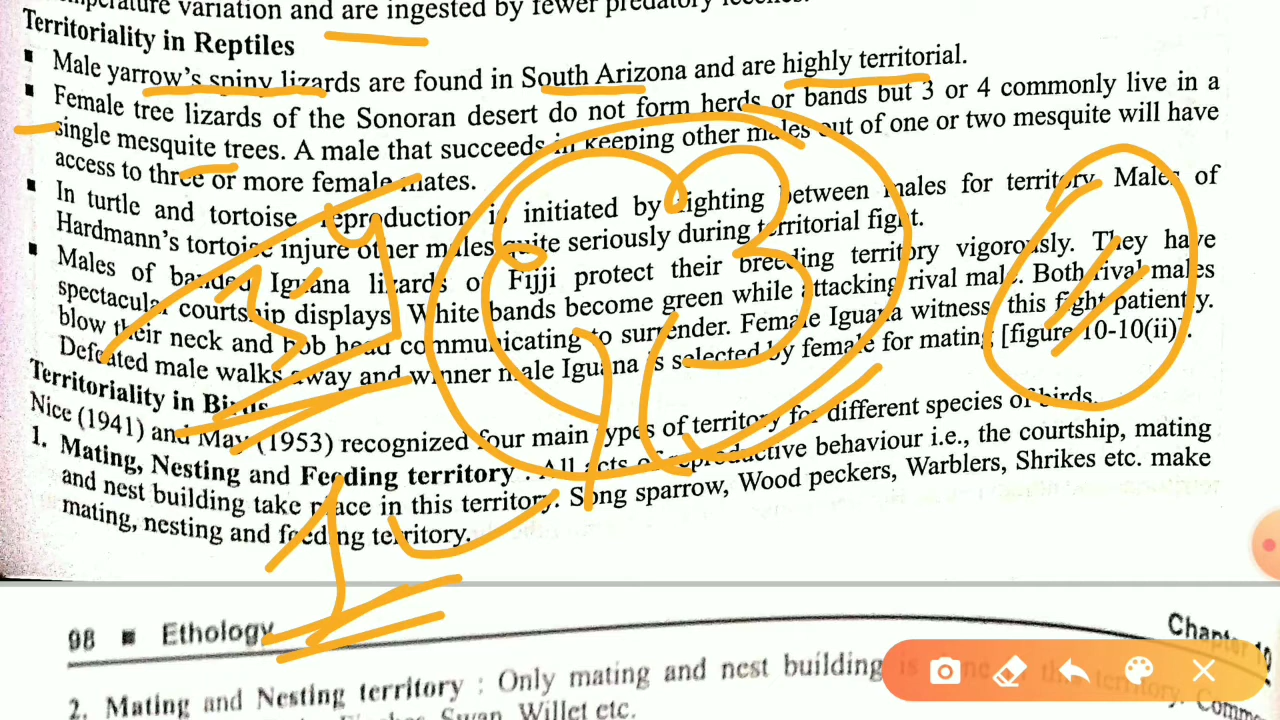 temperature variation and are ingested by fewer predatory leeches.
Territoriality in Reptiles
▪ Male yarrow's spiny lizards are found in South Arizona and are highly territorial.
▪ Female tree lizards of the Sonoran desert do not form herds or bands but 3 or 4 commonly live in a
single mesquite trees. A male that succeeds in keeping other males out of one or two mesquite will have
access to three or more female mates.
▪ In turtle and tortoise reproduction is initiated by fighting between males for territory. Males of
Hardmann's tortoise injure other males quite seriously during territorial fight.
▪ Males of banded Iguana lizards of Fijji protect their breeding territory vigorously. They have
spectacular courtship displays. White bands become green while attacking rival male. Both rival males
blow their neck and bob head communicating to surrender. Female Iguana witness this fight patiently.
Defeated male walks away and winner male Iguana is selected by female for mating [figure 10-10(ii)].
Territoriality in Birds
Nice (1941) and May (1953) recognized four main types of territory for different species of birds.
1. Mating, Nesting and Feeding territory : All acts of reproductive behaviour i.e., the courtship, mating
and nest building take place in this territory. Song sparrow, Wood peckers, Warblers, Shrikes etc. make
mating, nesting and feeding territory.
98 ▪ Ethology
Chapter 10
2. Mating and Nesting territory : Only mating and nest building is done in this territory.
Swan, Willet etc.